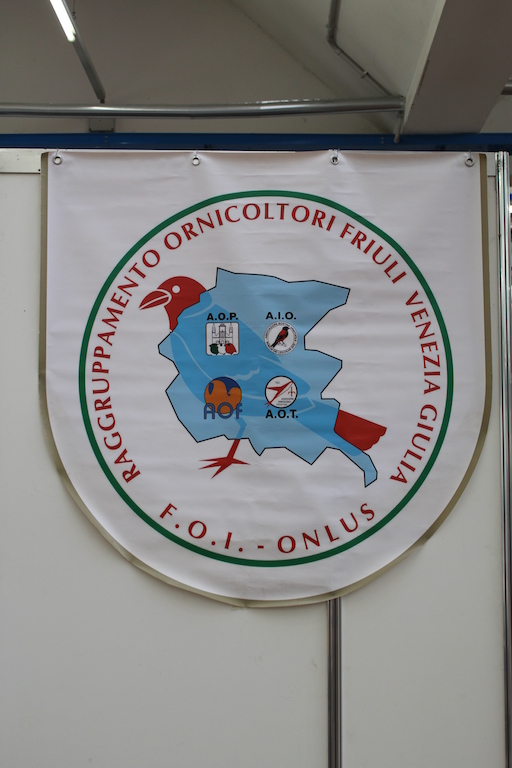 RAGGRUPPAMENTO ORNICOLTORI FRIULI VENEZIA GIULIA
A.O.P. A.I.O.
AOF
A.O.T.
F.O.I. - ONLUS